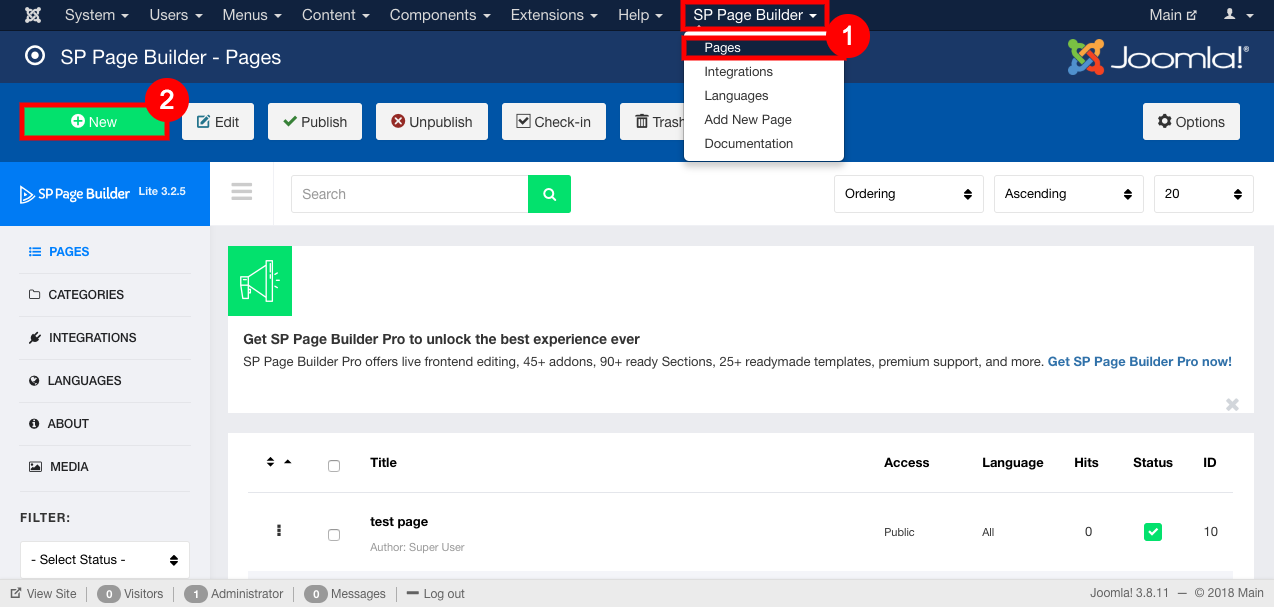 System Users Menus Content Components Extensions Help SP Page Builder Main
1
SP Page Builder - Pages
Pages
Integrations
Languages
Add New Page
Documentation
Joomla!®
2
New Edit Publish Unpublish Check-in Trash Options
SP Page Builder Lite 3.2.5
Search
Ordering Ascending 20
PAGES
CATEGORIES
INTEGRATIONS
LANGUAGES
ABOUT
MEDIA
FILTER:
- Select Status -
Get SP Page Builder Pro to unlock the best experience ever
SP Page Builder Pro offers live frontend editing, 45+ addons, 90+ ready Sections, 25+ readymade templates, premium support, and more. Get SP Page Builder Pro now!
Title Access Language Hits Status ID
test page
Author: Super User
Public All 0 10
View Site 0 Visitors 1 Administrator 0 Messages Log out Joomla! 3.8.11 — © 2018 Main